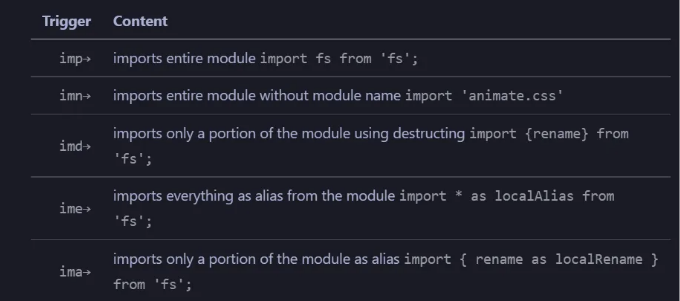 Trigger Content
imp→ imports entire module import fs from 'fs';
imn→ imports entire module without module name import 'animate.css'
imports only a portion of the module using destructing import {rename} from
imd→
'fs';
imports everything as alias from the module import * as localAlias from
ime→
'fs';
imports only a portion of the module as alias import { rename as localRename }
ima→
from 'fs';